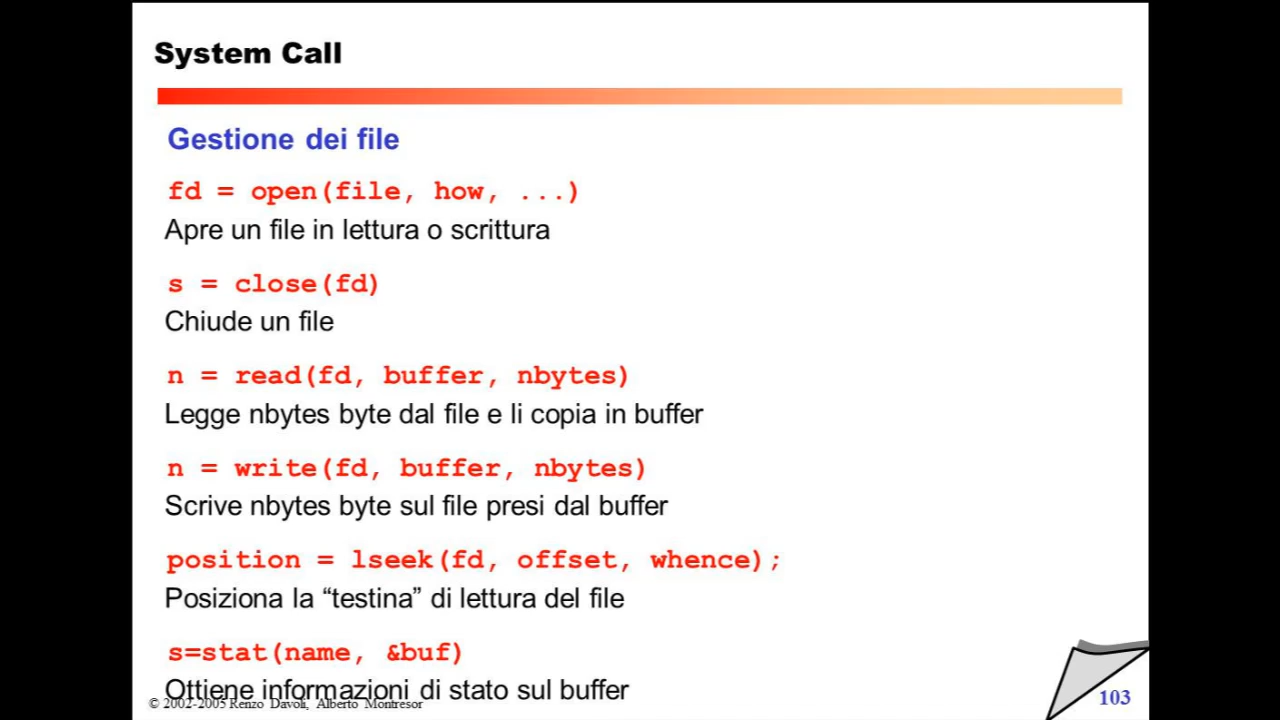 System Call
Gestione dei file
fd = open(file, how, ...)
Apre un file in lettura o scrittura
s = close(fd)
Chiude un file
n = read(fd, buffer, nbytes)
Legge nbytes byte dal file e li copia in buffer
n = write(fd, buffer, nbytes)
Scrive nbytes byte sul file presi dal buffer
position = lseek(fd, offset, whence);
Posiziona la “testina” di lettura del file
s=stat(name, &buf)
Ottiene informazioni di stato sul buffer
© 2002-2005 Renzo Davoli, Alberto Montresor
103